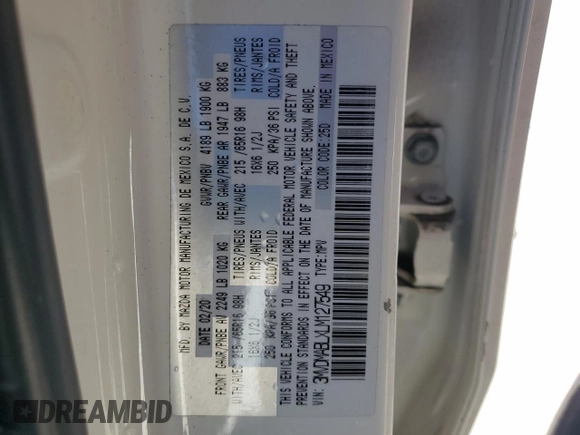 MFD. BY MAZDA MOTOR MANUFACTURING DE MEXICO S.A. DE C.V.
DATE 02/20 GVWR/PNBV 4189 LB 1900 KG
FRONT GAWR/PNBE AV 2249 LB 1020 KG REAR GAWR/PNBE AR 1947 LB 883 KG
WITH/AVEC TIRES/PNEUS WITH/AVEC TIRES/PNEUS
215 /65R16 98H RIMS/JANTES 215 /65R16 98H RIMS/JANTES
16X6 1/2J COLD/A FROID 16X6 1/2J COLD/A FROID
250 KPA/36 PSI 250 KPA/36 PSI
THIS VEHICLE CONFORMS TO ALL APPLICABLE FEDERAL MOTOR VEHICLE SAFETY AND THEFT
PREVENTION STANDARDS IN EFFECT ON THE DATE OF MANUFACTURE SHOWN ABOVE.
VIN: TYPE:MPV COLOR CODE:25D MADE IN MEXICO
DREAMBID
dreambid.com